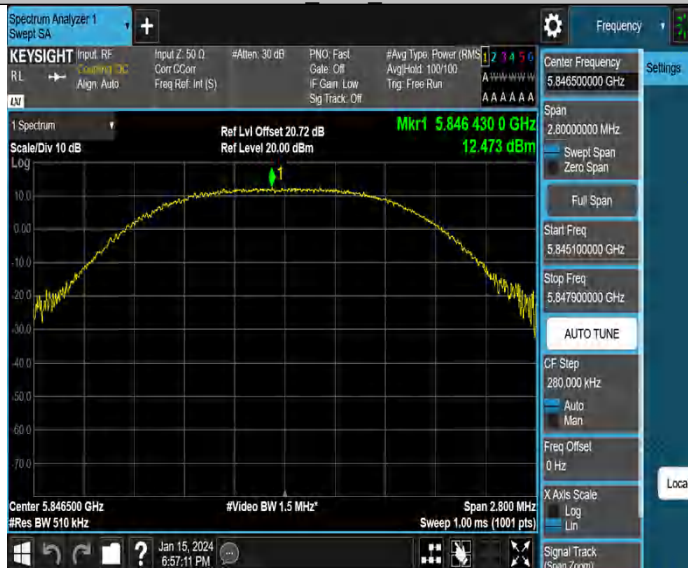 Spectrum Analyzer 1
Swept SA
+
Frequency
KEYSIGHT
RL
Input: RF
Coupling: DC
Align: Auto
Input Z: 50 Ω
Corr CCorr
Freq Ref: Int (S)
#Atten: 30 dB
PNO: Fast
Gate: Off
IF Gain: Low
Sig Track: Off
#Avg Type: Power (RMS
Avg|Hold: 100/100
Trig: Free Run
1 2 3 4 5 6
A W W W W W
A A A A A A
LXI
Center Frequency
5.846500000 GHz
Settings
Span
2.80000000 MHz
Swept Span
Zero Span
Full Span
Start Freq
5.845100000 GHz
Stop Freq
5.847900000 GHz
AUTO TUNE
CF Step
280.000 kHz
Auto
Man
Freq Offset
0 Hz
X Axis Scale
Log
Lin
Signal Track
(Span Zoom)
Loca
1 Spectrum
Scale/Div 10 dB
Log
Ref Lvl Offset 20.72 dB
Ref Level 20.00 dBm
Mkr1 5.846 430 0 GHz
12.473 dBm
1
10.0
0.00
-10.0
-20.0
-30.0
-40.0
-50.0
-60.0
-70.0
Center 5.846500 GHz
#Res BW 510 kHz
#Video BW 1.5 MHz*
Span 2.800 MHz
Sweep 1.00 ms (1001 pts)
?
Jan 15, 2024
6:57:11 PM